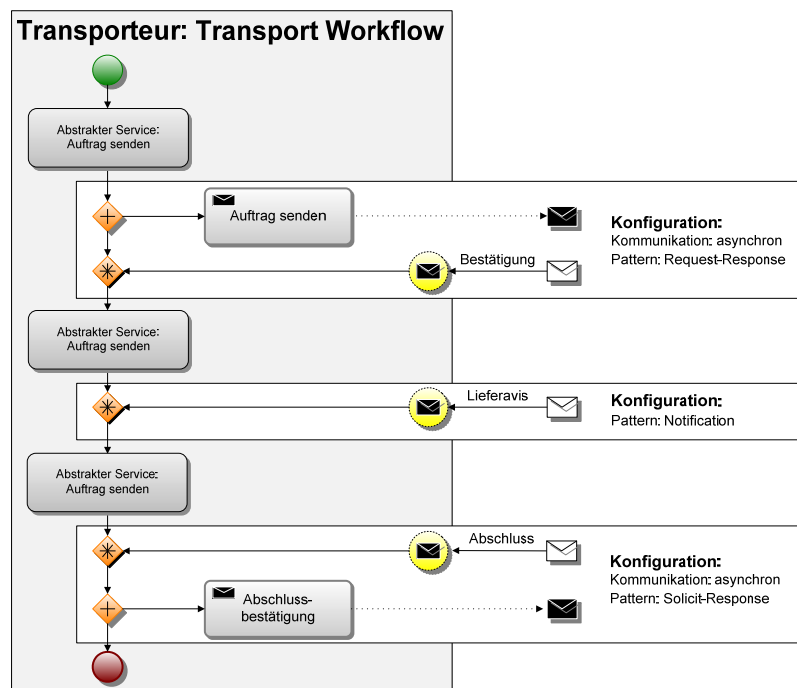 Transporteur: Transport Workflow
Abstrakter Service:
Auftrag senden
Auftrag senden
Konfiguration:
Kommunikation: asynchron
Pattern: Request-Response
Bestätigung
Abstrakter Service:
Auftrag senden
Lieferavis
Konfiguration:
Pattern: Notification
Abstrakter Service:
Auftrag senden
Abschluss
Konfiguration:
Kommunikation: asynchron
Pattern: Solicit-Response
Abschluss-
bestätigung